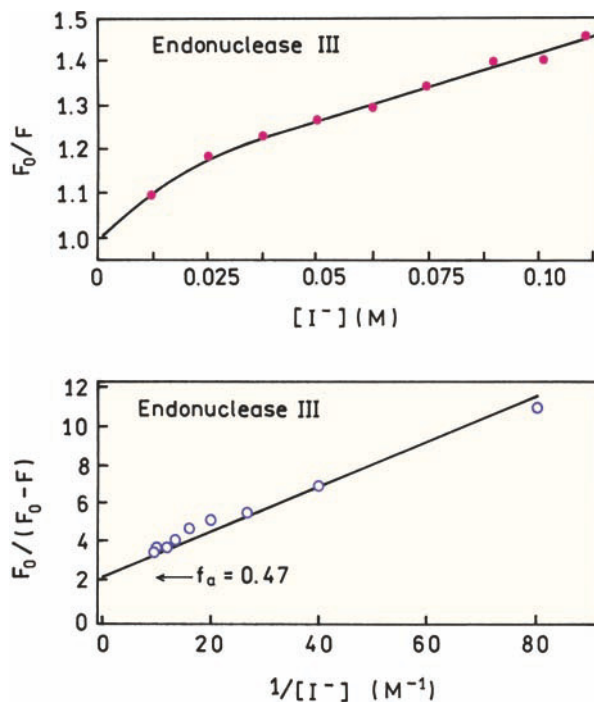 1.5
Endonuclease III
1.4
1.3
1.2
1.1
1.0
F₀/F
0 0.025 0.05 0.075 0.10
[I⁻] (M)
12
Endonuclease III
10
8
6
4
2
0
F₀/(F₀-F)
← fₐ = 0.47
0 20 40 60 80
1/[I⁻] (M⁻¹)